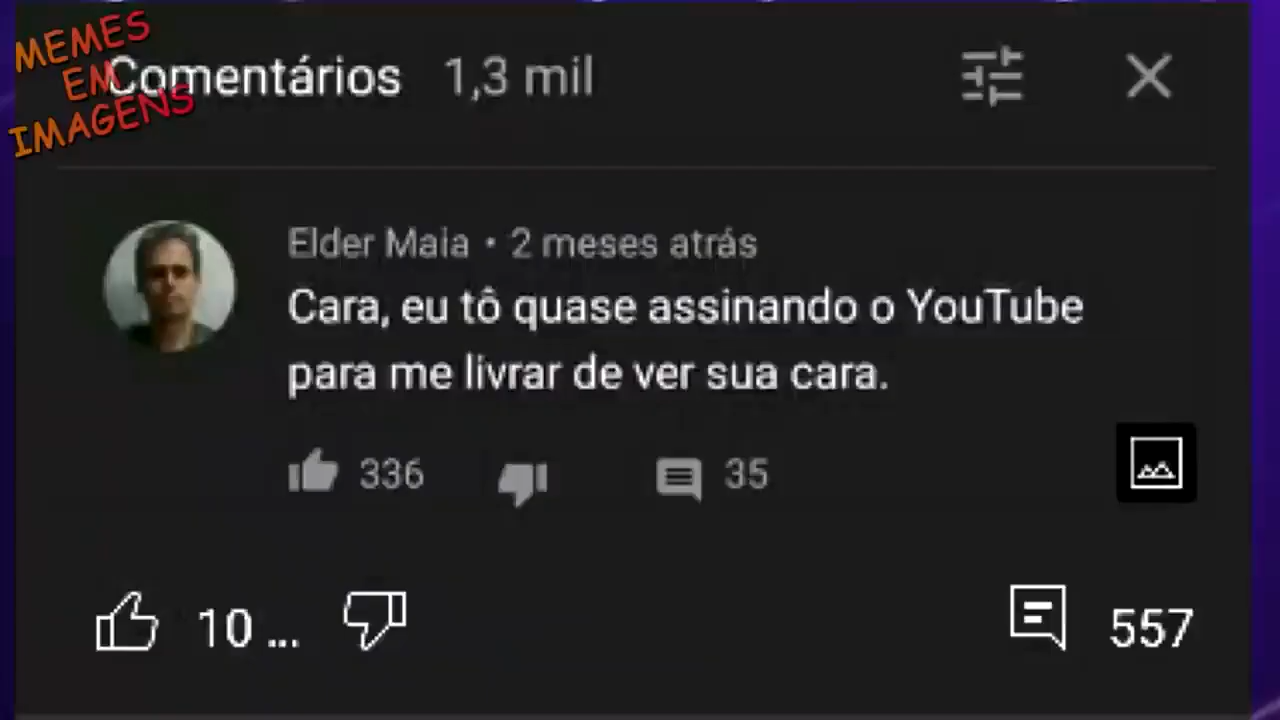 MEMES
EM
IMAGENS
Comentários 1,3 mil
Elder Maia • 2 meses atrás
Cara, eu tô quase assinando o YouTube
para me livrar de ver sua cara.
336 35
10 ... 557